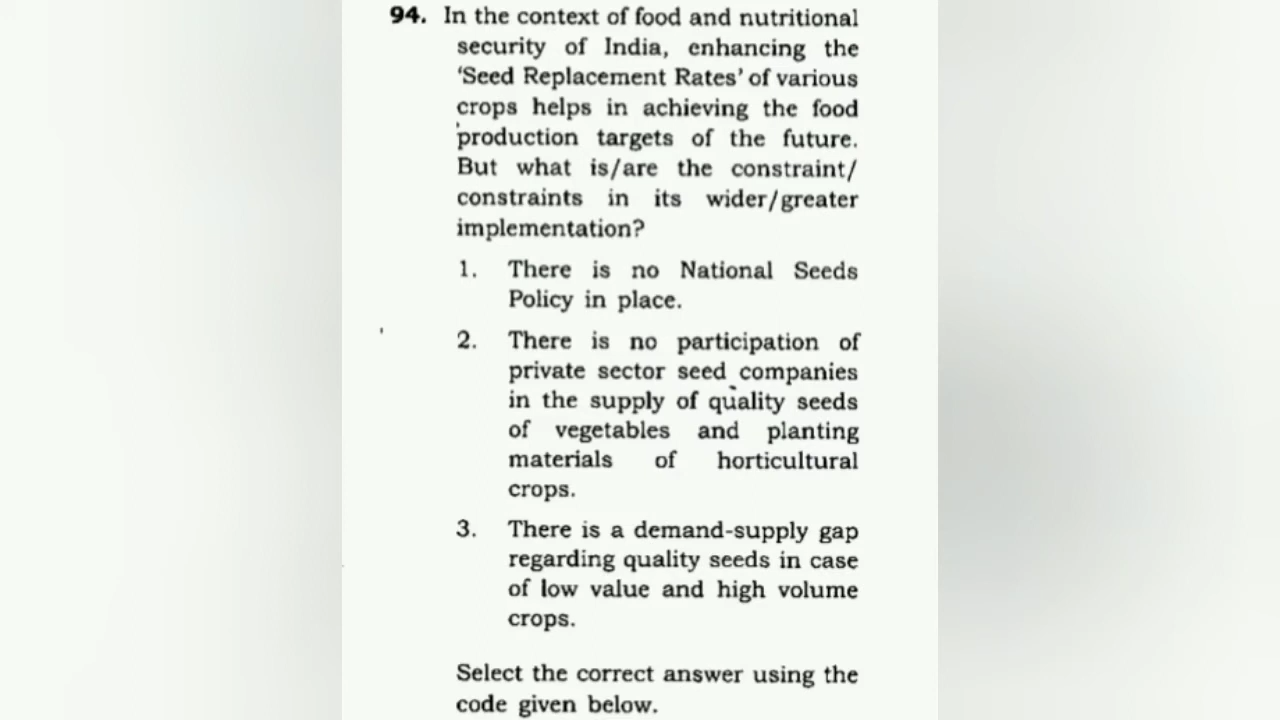 94. In the context of food and nutritional
security of India, enhancing the
‘Seed Replacement Rates’ of various
crops helps in achieving the food
production targets of the future.
But what is/are the constraint/
constraints in its wider/greater
implementation?
1. There is no National Seeds
Policy in place.
2. There is no participation of
private sector seed companies
in the supply of quality seeds
of vegetables and planting
materials of horticultural
crops.
3. There is a demand-supply gap
regarding quality seeds in case
of low value and high volume
crops.
Select the correct answer using the
code given below.